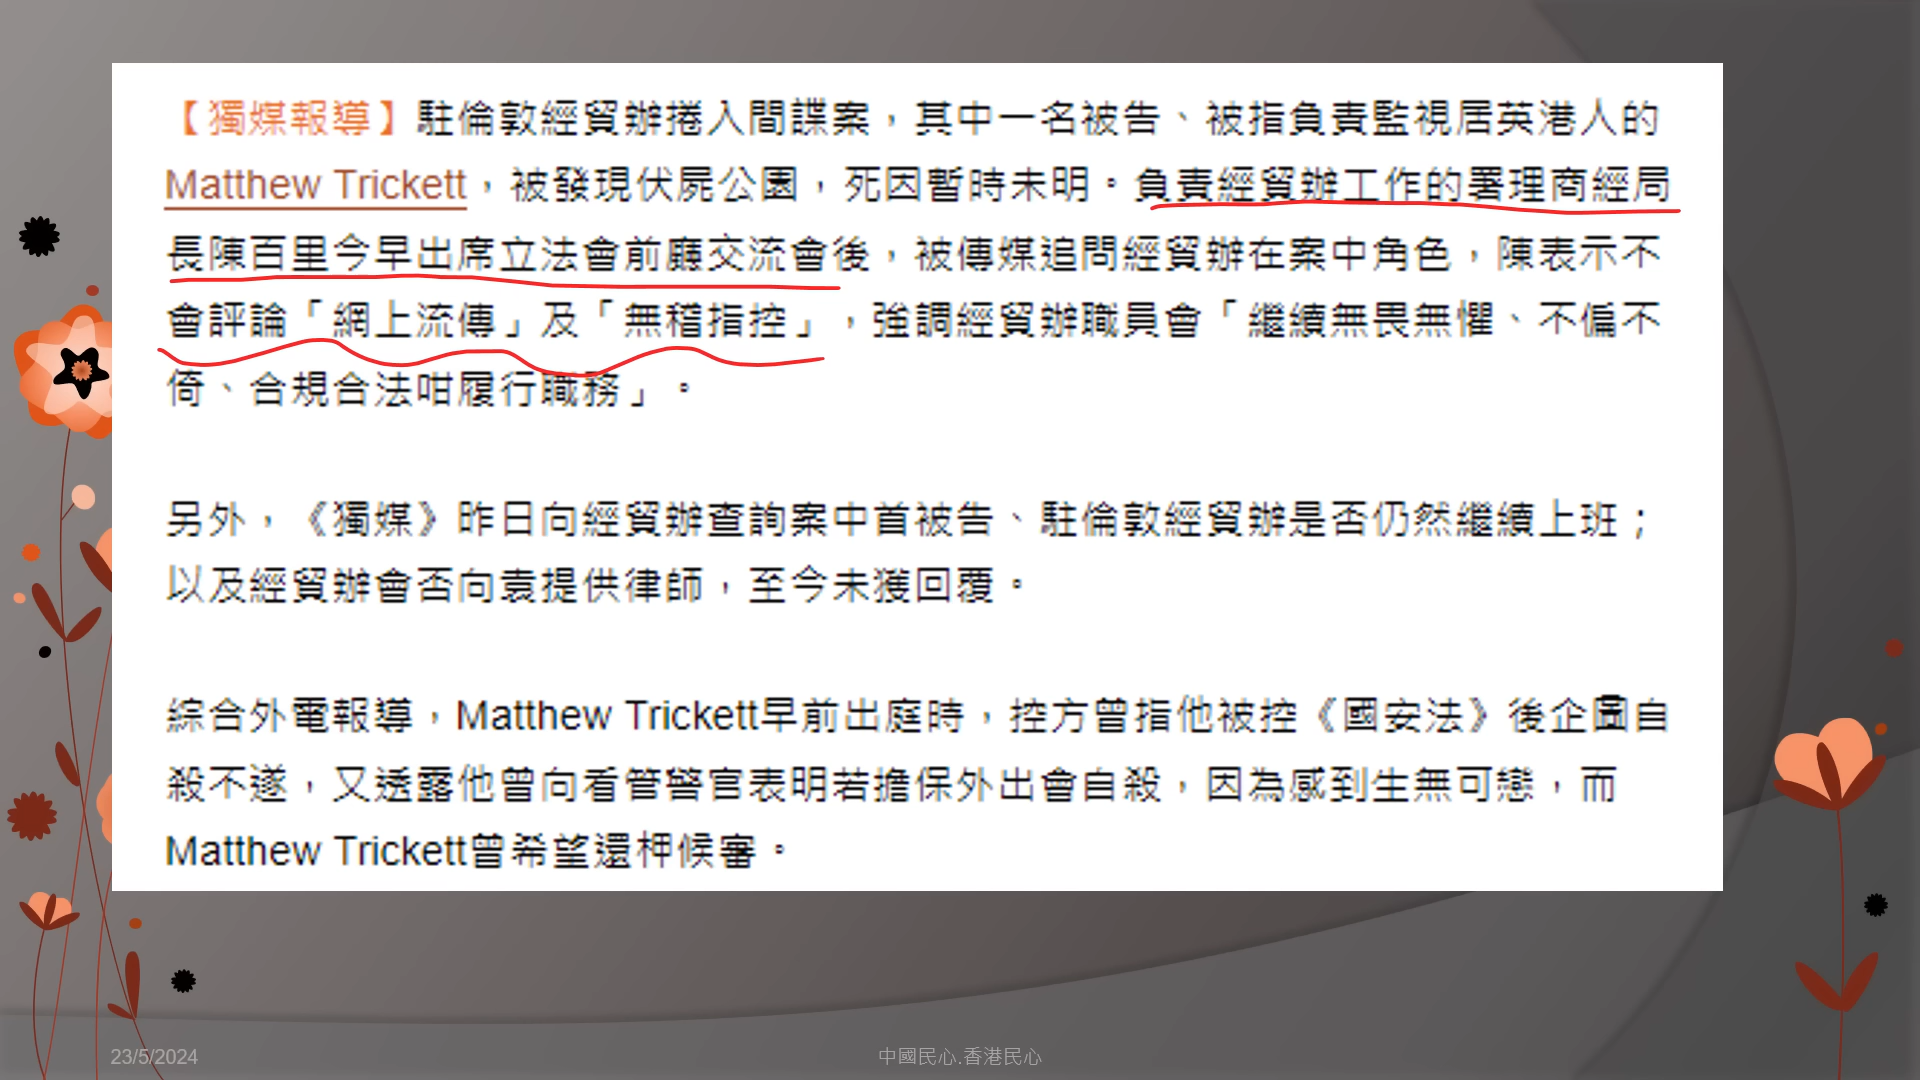 【獨媒報導】駐倫敦經貿辦捲入間諜案，其中一名被告、被指負責監視居英港人的
Matthew Trickett，被發現伏屍公園，死因暫時未明。負責經貿辦工作的署理商經局
長陳百里今早出席立法會前廳交流會後，被傳媒追問經貿辦在案中角色，陳表示不
會評論「網上流傳」及「無稽指控」，強調經貿辦職員會「繼續無畏無懼、不偏不
倚、合規合法咁履行職務」。
另外，《獨媒》昨日向經貿辦查詢案中首被告、駐倫敦經貿辦是否仍然繼續上班；
以及經貿辦會否向袁提供律師，至今未獲回覆。
綜合外電報導，Matthew Trickett早前出庭時，控方曾指他被控《國安法》後企圖自
殺不遂，又透露他曾向看管警官表明若擔保外出會自殺，因為感到生無可戀，而
Matthew Trickett曾希望還柙候審。
23/5/2024
中國民心.香港民心